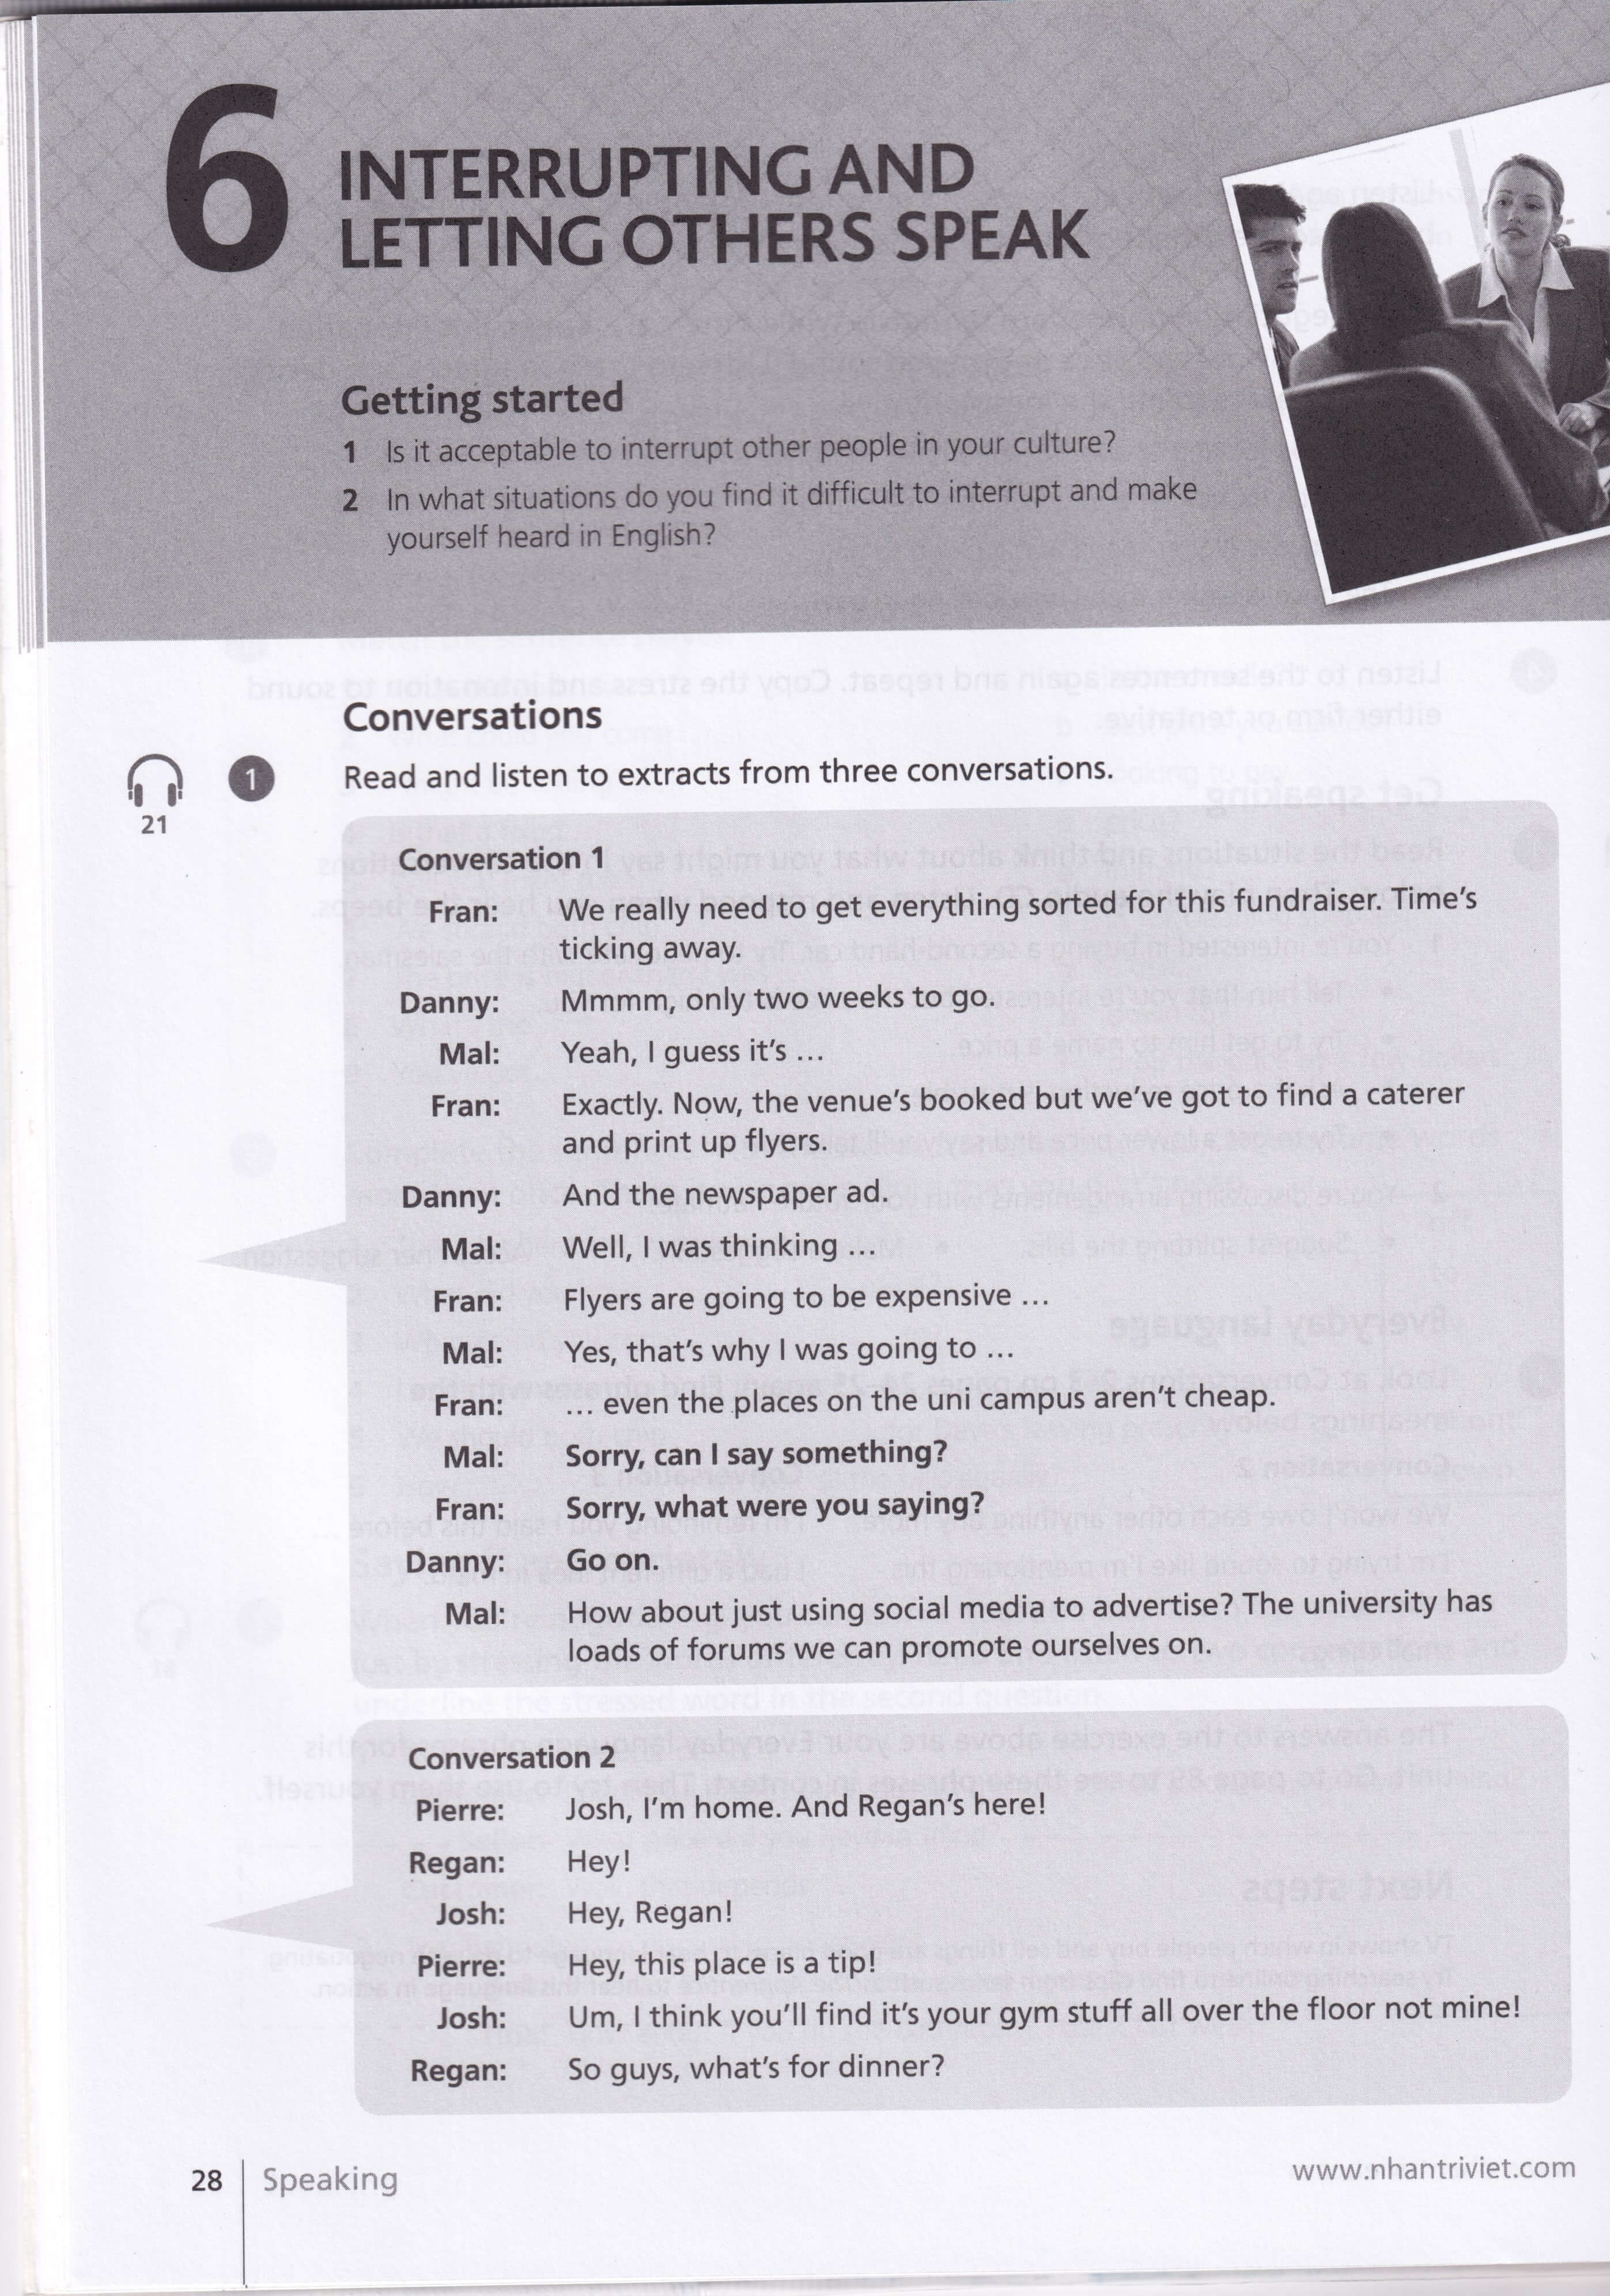 6
INTERRUPTING AND
LETTING OTHERS SPEAK
Getting started
1 Is it acceptable to interrupt other people in your culture?
2 In what situations do you find it difficult to interrupt and make
yourself heard in English?
Conversations
21
1 Read and listen to extracts from three conversations.
Conversation 1
Fran: We really need to get everything sorted for this fundraiser. Time's
ticking away.
Danny: Mmmm, only two weeks to go.
Mal: Yeah, I guess it's ...
Fran: Exactly. Now, the venue's booked but we've got to find a caterer
and print up flyers.
Danny: And the newspaper ad.
Mal: Well, I was thinking ...
Fran: Flyers are going to be expensive ...
Mal: Yes, that's why I was going to ...
Fran: ... even the places on the uni campus aren't cheap.
Mal: Sorry, can I say something?
Fran: Sorry, what were you saying?
Danny: Go on.
Mal: How about just using social media to advertise? The university has
loads of forums we can promote ourselves on.
Conversation 2
Pierre: Josh, I'm home. And Regan's here!
Regan: Hey!
Josh: Hey, Regan!
Pierre: Hey, this place is a tip!
Josh: Um, I think you'll find it's your gym stuff all over the floor not mine!
Regan: So guys, what's for dinner?
28 Speaking
www.nhantriviet.com